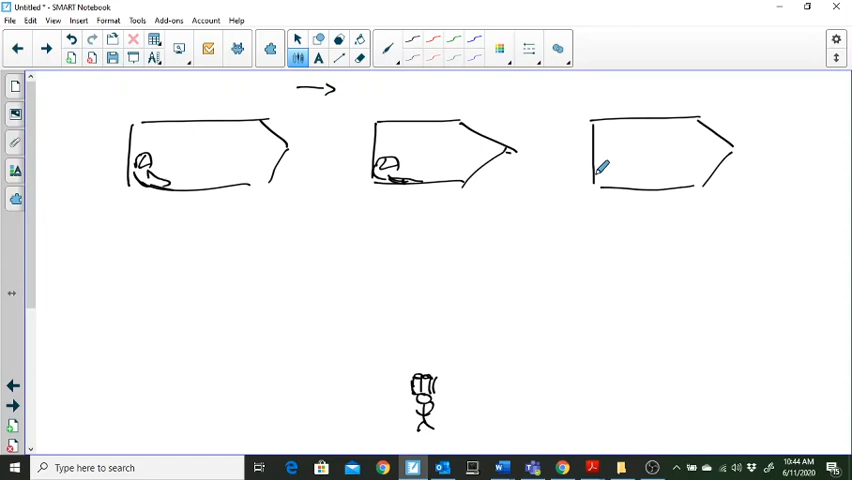 Untitled * - SMART Notebook
File Edit View Insert Format Tools Add-ons Account Help
A
Type here to search
10:44 AM
6/11/2020
15